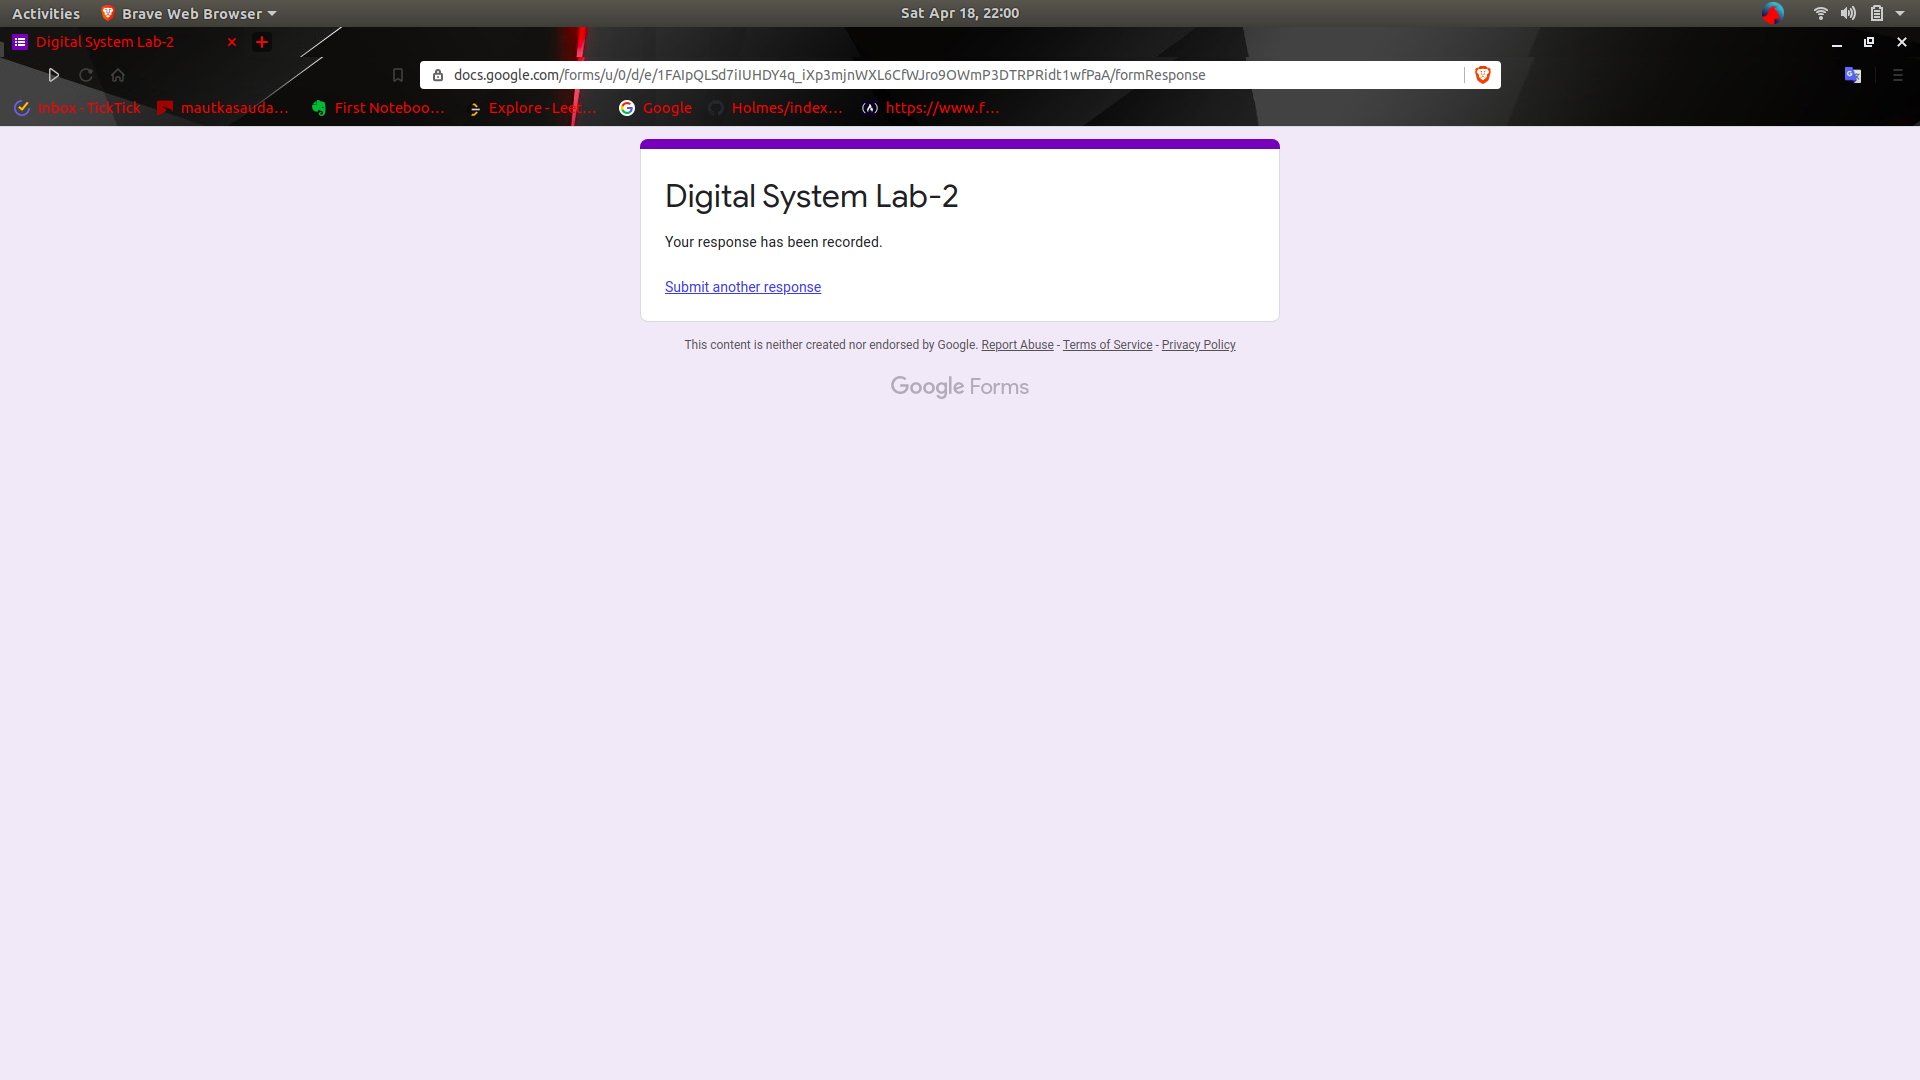 Activities Brave Web Browser Sat Apr 18, 22:00
Digital System Lab-2
docs.google.com/forms/u/0/d/e/1FAIpQLSd7iIUHDY4q_iXp3mjnWXL6CfWJro9OWmP3DTRPRidt1wfPaA/formResponse
Inbox - TickTick mautkasauda... First Noteboo... Explore - Leet... Google Holmes/index... https://www.f...
Digital System Lab-2
Your response has been recorded.
Submit another response
This content is neither created nor endorsed by Google. Report Abuse - Terms of Service - Privacy Policy
Google Forms